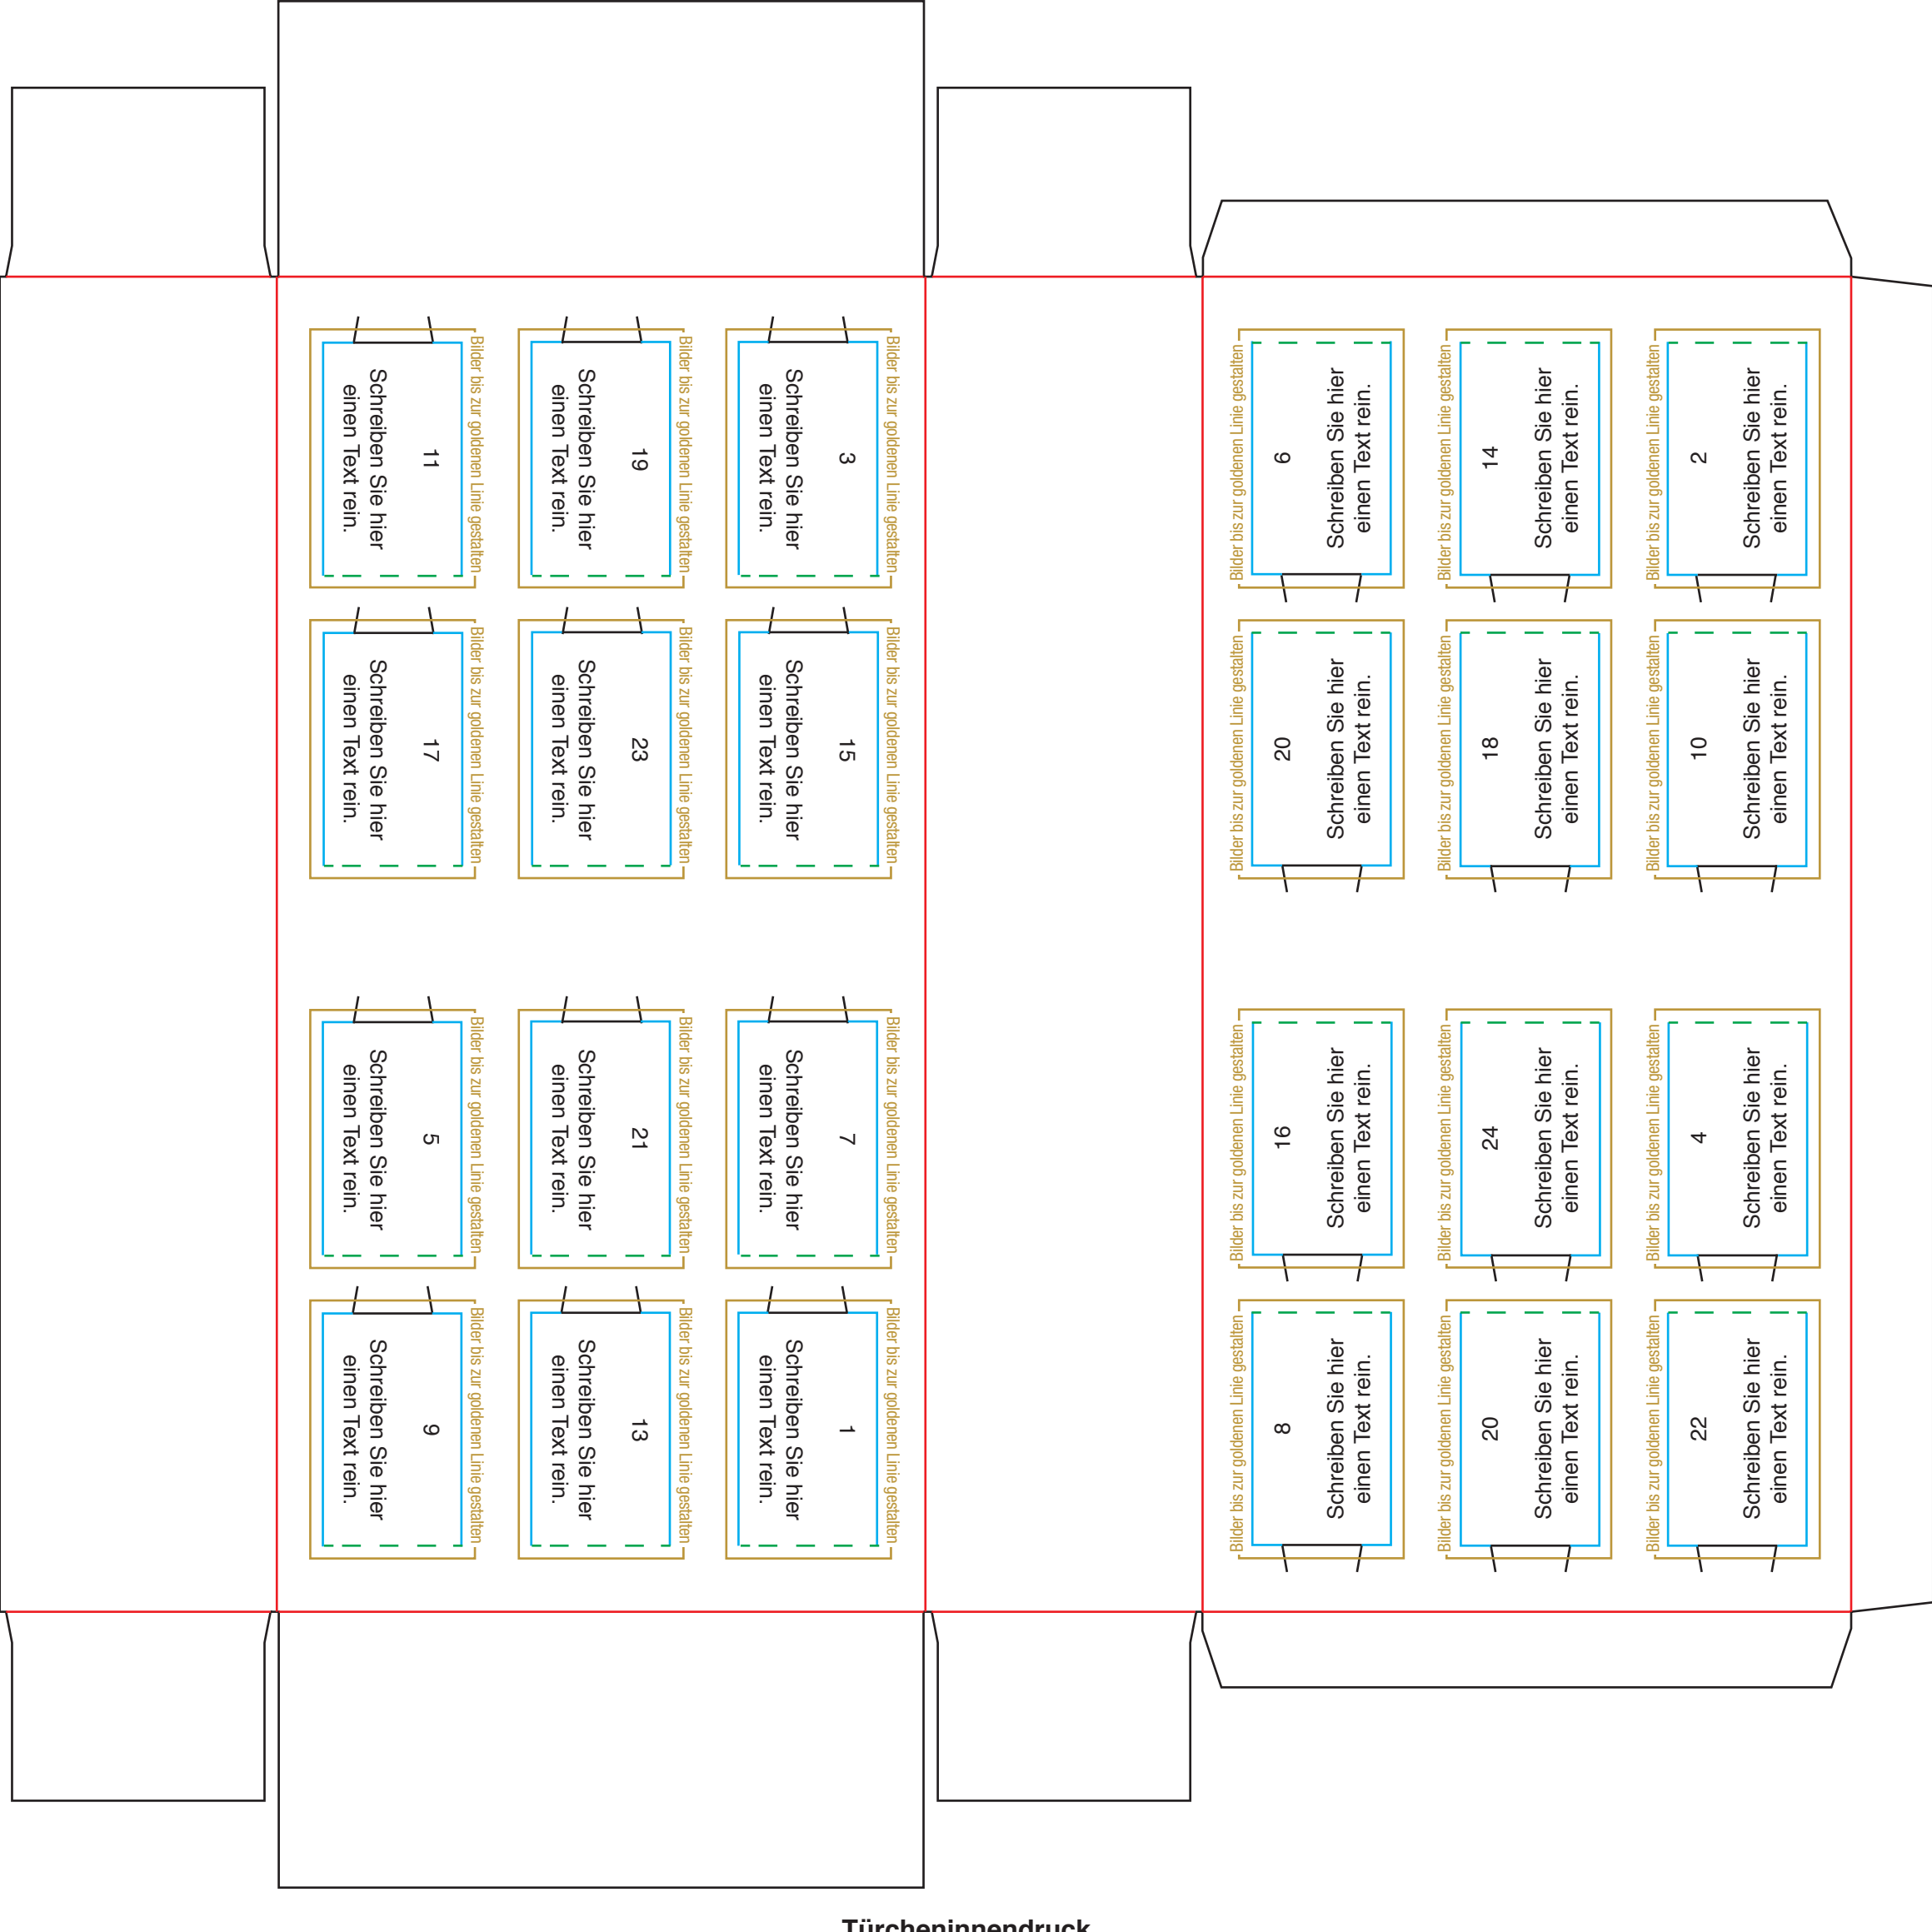 Bilder bis zur goldenen Linie gestalten
11
Schreiben Sie hier
einen Text rein.
Bilder bis zur goldenen Linie gestalten
19
Schreiben Sie hier
einen Text rein.
Bilder bis zur goldenen Linie gestalten
3
Schreiben Sie hier
einen Text rein.
Bilder bis zur goldenen Linie gestalten
17
Schreiben Sie hier
einen Text rein.
Bilder bis zur goldenen Linie gestalten
23
Schreiben Sie hier
einen Text rein.
Bilder bis zur goldenen Linie gestalten
15
Schreiben Sie hier
einen Text rein.
Bilder bis zur goldenen Linie gestalten
5
Schreiben Sie hier
einen Text rein.
Bilder bis zur goldenen Linie gestalten
21
Schreiben Sie hier
einen Text rein.
Bilder bis zur goldenen Linie gestalten
7
Schreiben Sie hier
einen Text rein.
Bilder bis zur goldenen Linie gestalten
9
Schreiben Sie hier
einen Text rein.
Bilder bis zur goldenen Linie gestalten
13
Schreiben Sie hier
einen Text rein.
Bilder bis zur goldenen Linie gestalten
1
Schreiben Sie hier
einen Text rein.
Bilder bis zur goldenen Linie gestalten
6
Schreiben Sie hier
einen Text rein.
Bilder bis zur goldenen Linie gestalten
14
Schreiben Sie hier
einen Text rein.
Bilder bis zur goldenen Linie gestalten
2
Schreiben Sie hier
einen Text rein.
Bilder bis zur goldenen Linie gestalten
20
Schreiben Sie hier
einen Text rein.
Bilder bis zur goldenen Linie gestalten
18
Schreiben Sie hier
einen Text rein.
Bilder bis zur goldenen Linie gestalten
10
Schreiben Sie hier
einen Text rein.
Bilder bis zur goldenen Linie gestalten
16
Schreiben Sie hier
einen Text rein.
Bilder bis zur goldenen Linie gestalten
24
Schreiben Sie hier
einen Text rein.
Bilder bis zur goldenen Linie gestalten
4
Schreiben Sie hier
einen Text rein.
Bilder bis zur goldenen Linie gestalten
8
Schreiben Sie hier
einen Text rein.
Bilder bis zur goldenen Linie gestalten
20
Schreiben Sie hier
einen Text rein.
Bilder bis zur goldenen Linie gestalten
22
Schreiben Sie hier
einen Text rein.
Türcheninnendruck